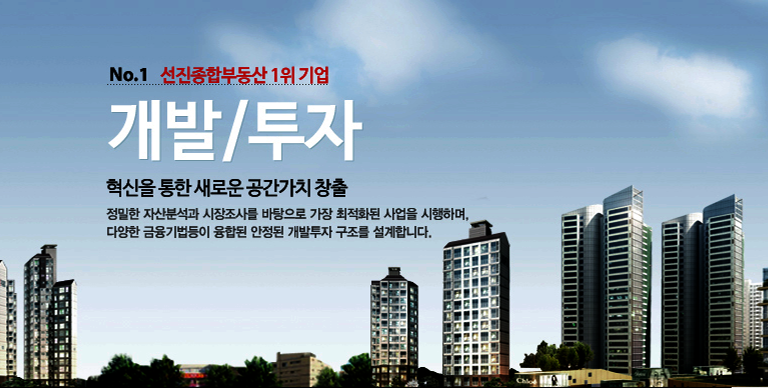 No.1 선진종합부동산 1위 기업
개발/투자
혁신을 통한 새로운 공간가치 창출
정밀한 자산분석과 시장조사를 바탕으로 가장 최적화된 사업을 시행하며,
다양한 금융기법등이 융합된 안정된 개발투자 구조를 설계합니다.